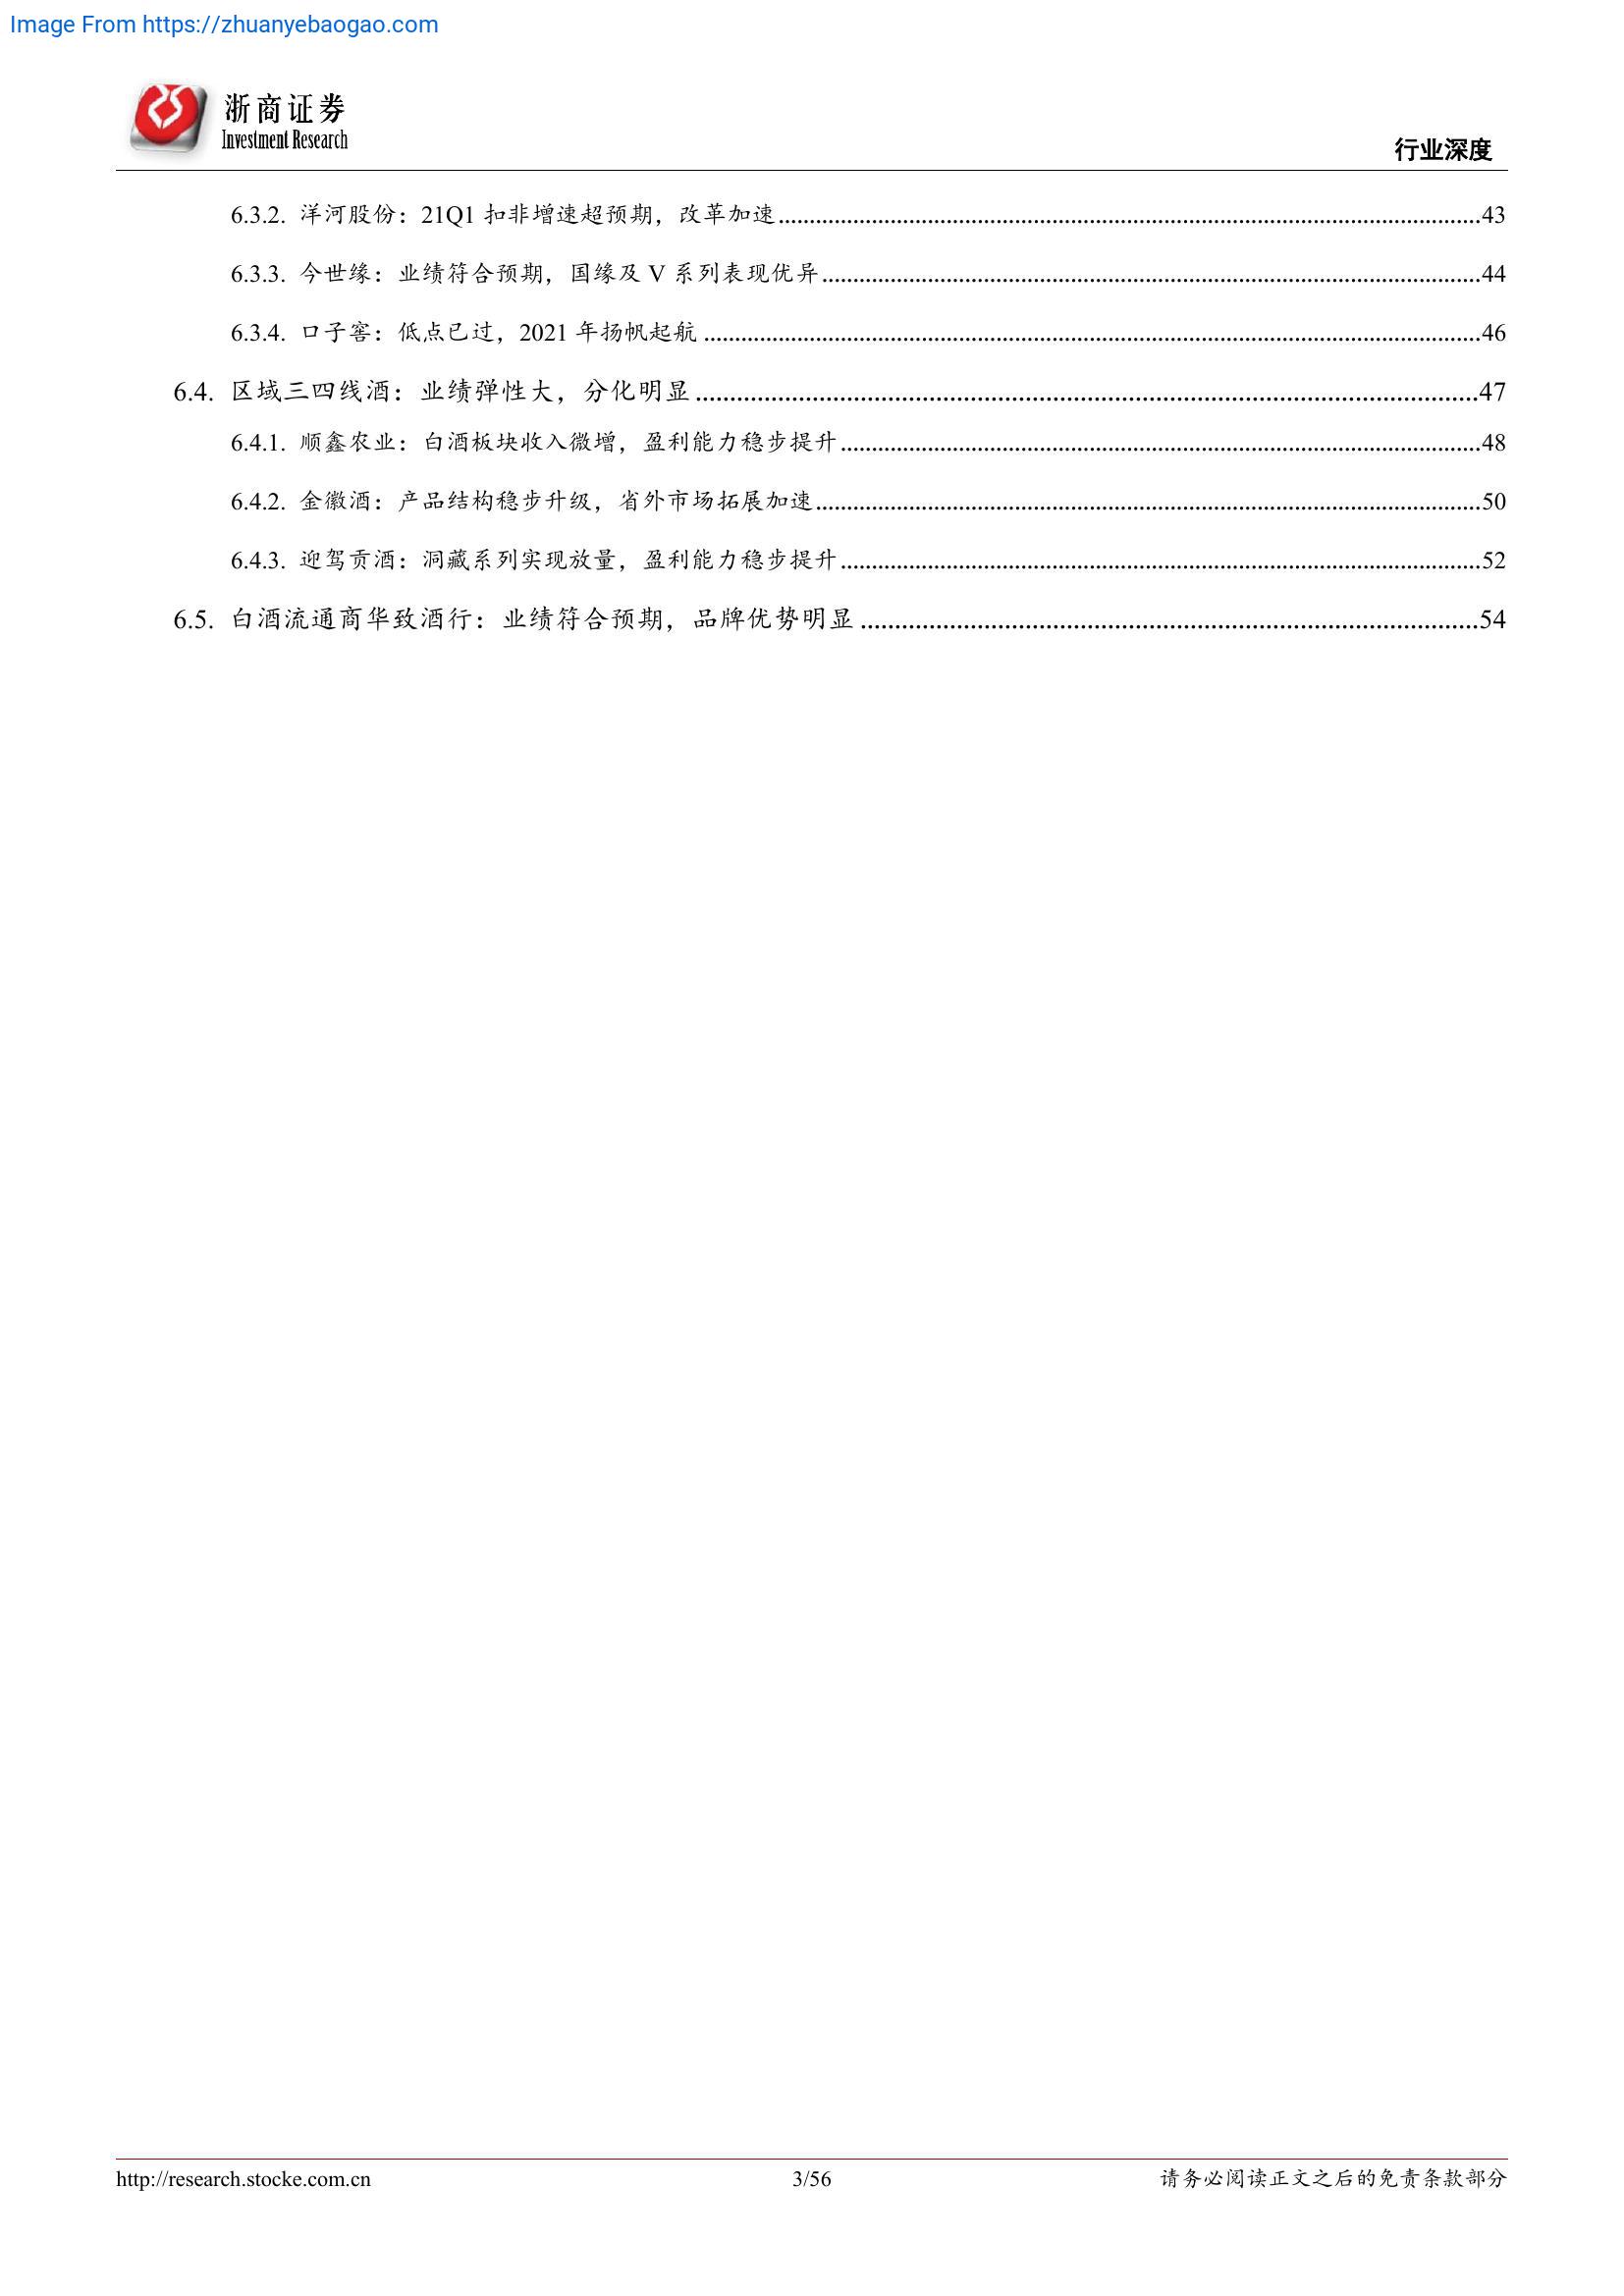 Image From https://zhuanyebaogao.com
浙商证券
Investment Research
行业深度
6.3.2. 洋河股份：21Q1 扣非增速超预期，改革加速................43
6.3.3. 今世缘：业绩符合预期，国缘及 V 系列表现优异................44
6.3.4. 口子窖：低点已过，2021 年扬帆起航................46
6.4. 区域三四线酒：业绩弹性大，分化明显................47
6.4.1. 顺鑫农业：白酒板块收入微增，盈利能力稳步提升................48
6.4.2. 金徽酒：产品结构稳步升级，省外市场拓展加速................50
6.4.3. 迎驾贡酒：洞藏系列实现放量，盈利能力稳步提升................52
6.5. 白酒流通商华致酒行：业绩符合预期，品牌优势明显................54
http://research.stocke.com.cn 3/56 请务必阅读正文之后的免责条款部分